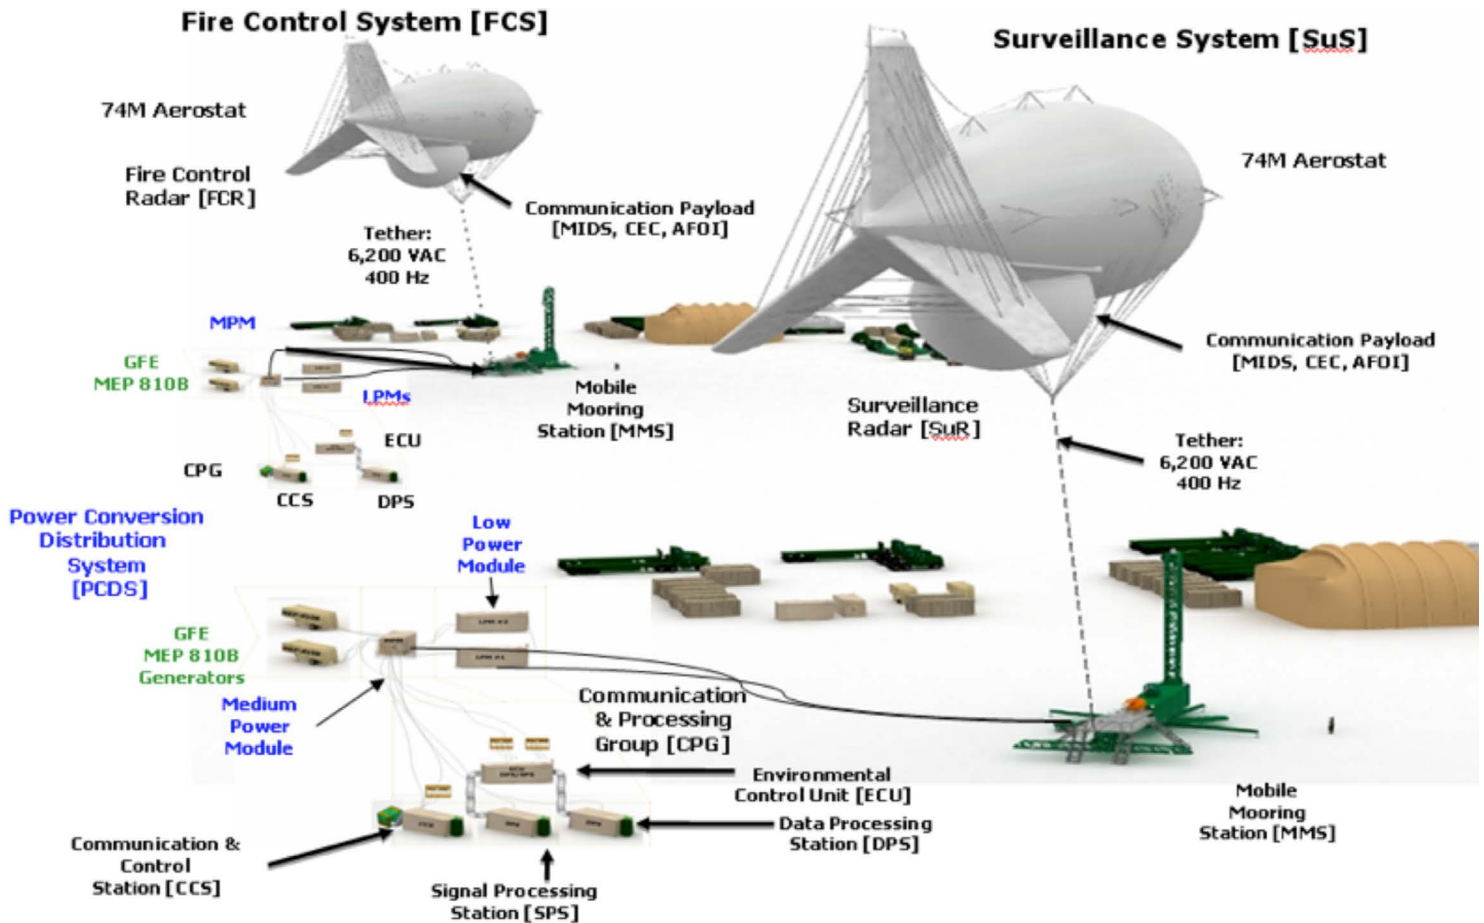 Fire Control System [FCS]
Surveillance System [SuS]
74M Aerostat
Fire Control
Radar [FCR]
Communication Payload
[MIDS, CEC, AFOI]
Tether:
6,200 VAC
400 Hz
74M Aerostat
MPM
GFE
MEP 810B
LPMs
Mobile
Mooring
Station [MMS]
ECU
CPG
CCS
DPS
Communication Payload
[MIDS, CEC, AFOI]
Surveillance
Radar [SuR]
Tether:
6,200 VAC
400 Hz
Power Conversion
Distribution
System
[PCDS]
Low
Power
Module
GFE
MEP 810B
Generators
Medium
Power
Module
Communication
& Processing
Group [CPG]
Environmental
Control Unit [ECU]
Data Processing
Station [DPS]
Mobile
Mooring
Station [MMS]
Communication &
Control
Station [CCS]
Signal Processing
Station [SPS]